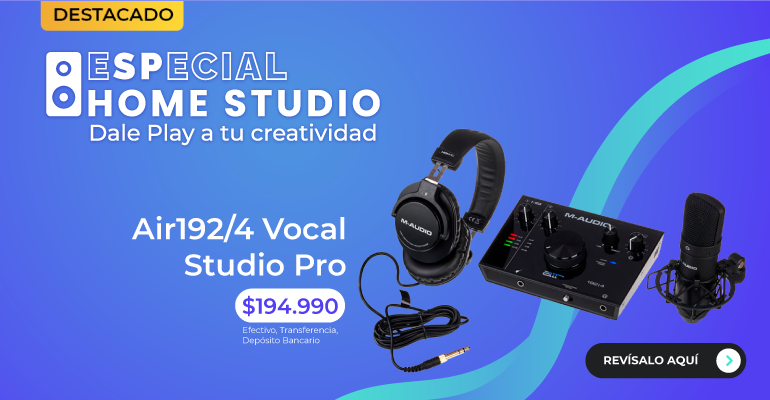 DESTACADO
ESPECIAL
HOME STUDIO
Dale Play a tu creatividad
Air192/4 Vocal
Studio Pro
$194.990
Efectivo, Transferencia,
Depósito Bancario
M-AUDIO
M-AUDIO
REVÍSALO AQUÍ